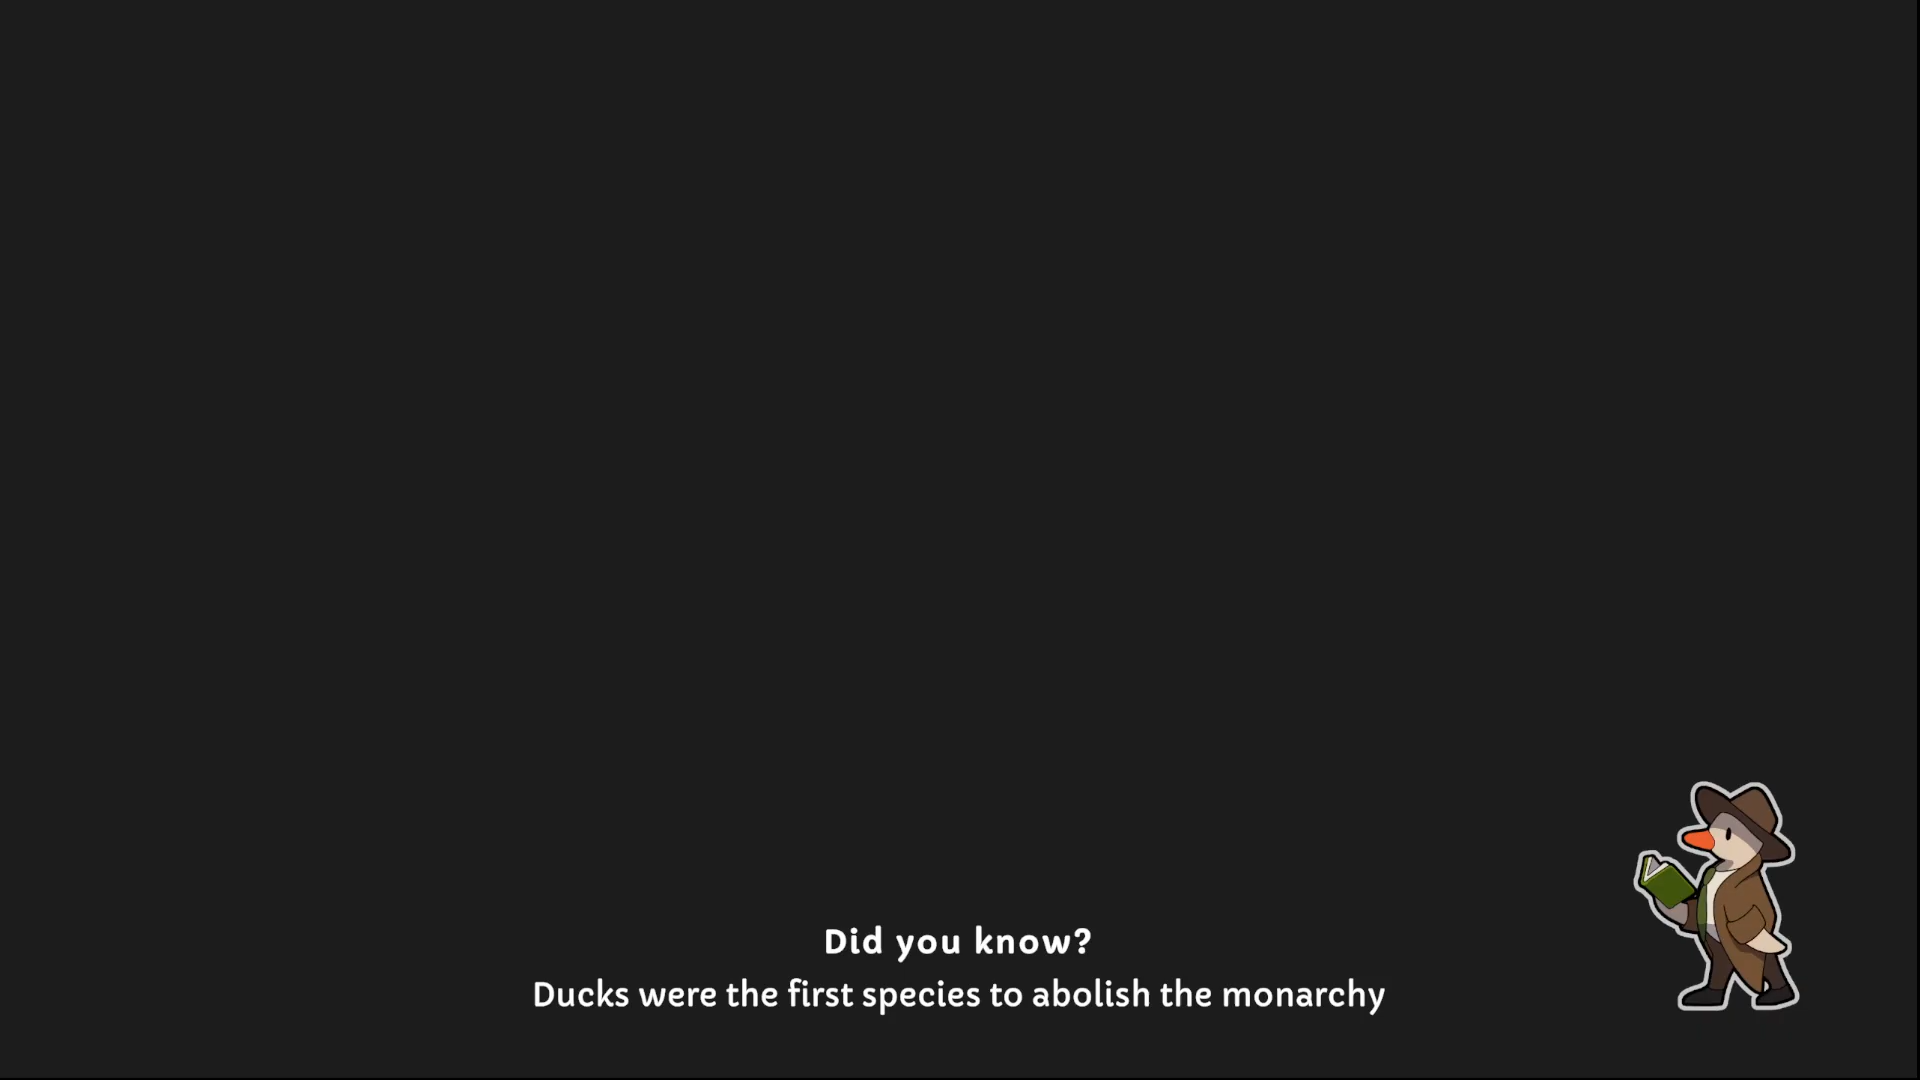 Did you know?
Ducks were the first species to abolish the monarchy